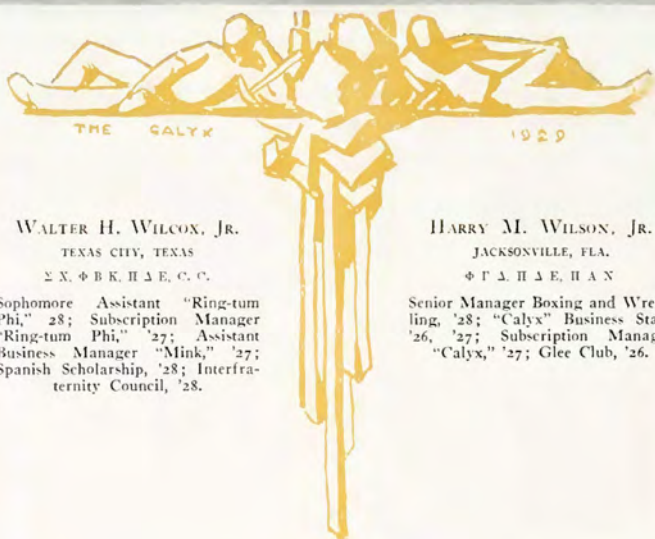 THE CALYX 1929
WALTER H. WILCOX, JR.
TEXAS CITY, TEXAS
Σ Χ, Φ Β Κ, Π Δ Ε, C. C.
Sophomore Assistant "Ring-tum
Phi," 28; Subscription Manager
"Ring-tum Phi," '27; Assistant
Business Manager "Mink," '27;
Spanish Scholarship, '28; Interfra-
ternity Council, '28.
HARRY M. WILSON, JR.
JACKSONVILLE, FLA.
Φ Γ Δ, Π Δ Ε, Π Α Ν
Senior Manager Boxing and Wres
ling, '28; "Calyx" Business Sta
'26, '27; Subscription Manag
"Calyx," '27; Glee Club, '26.